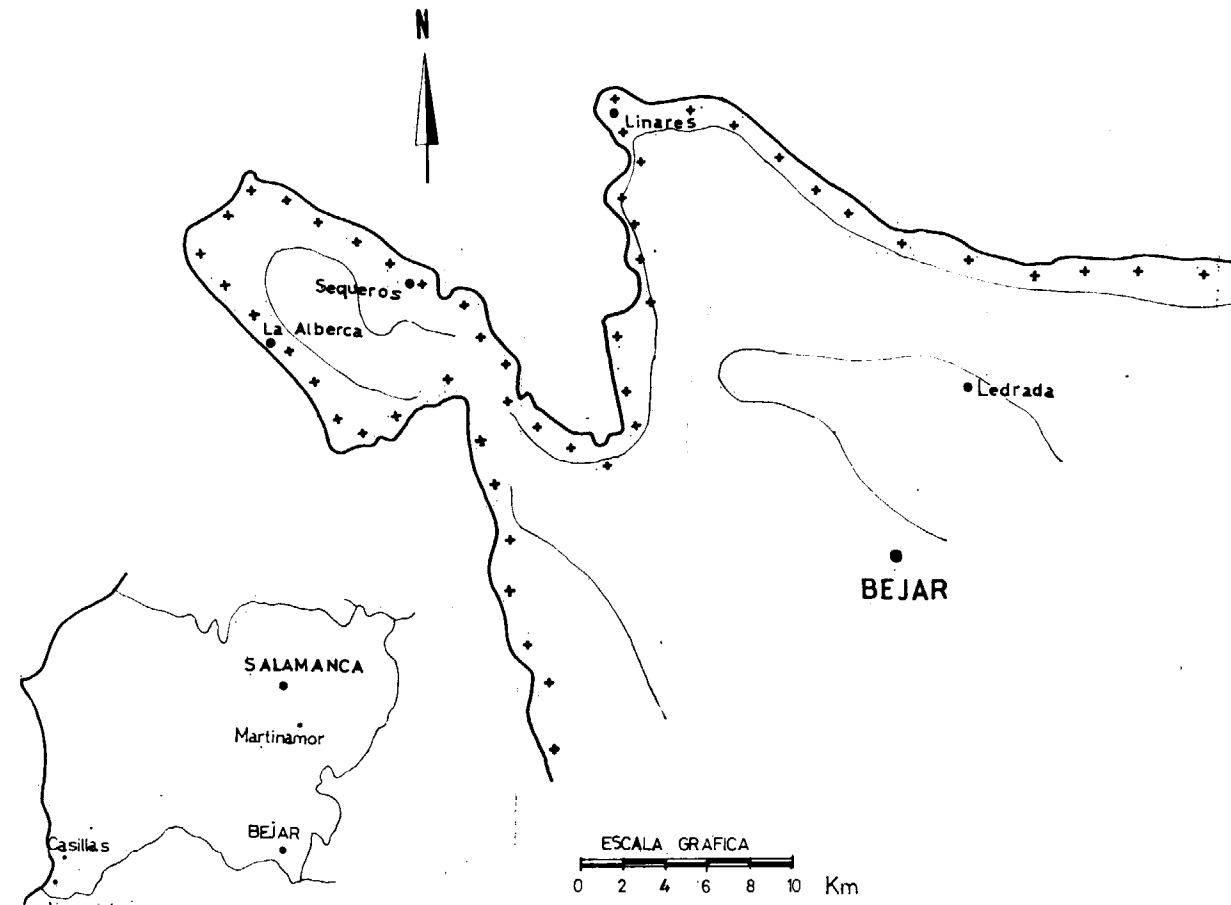 N
Linares
Sequeros
La Alberca
Ledrada
BEJAR
SALAMANCA
Martinamor
BEJAR
Casillas
ESCALA GRAFICA
0 2 4 6 8 10 Km